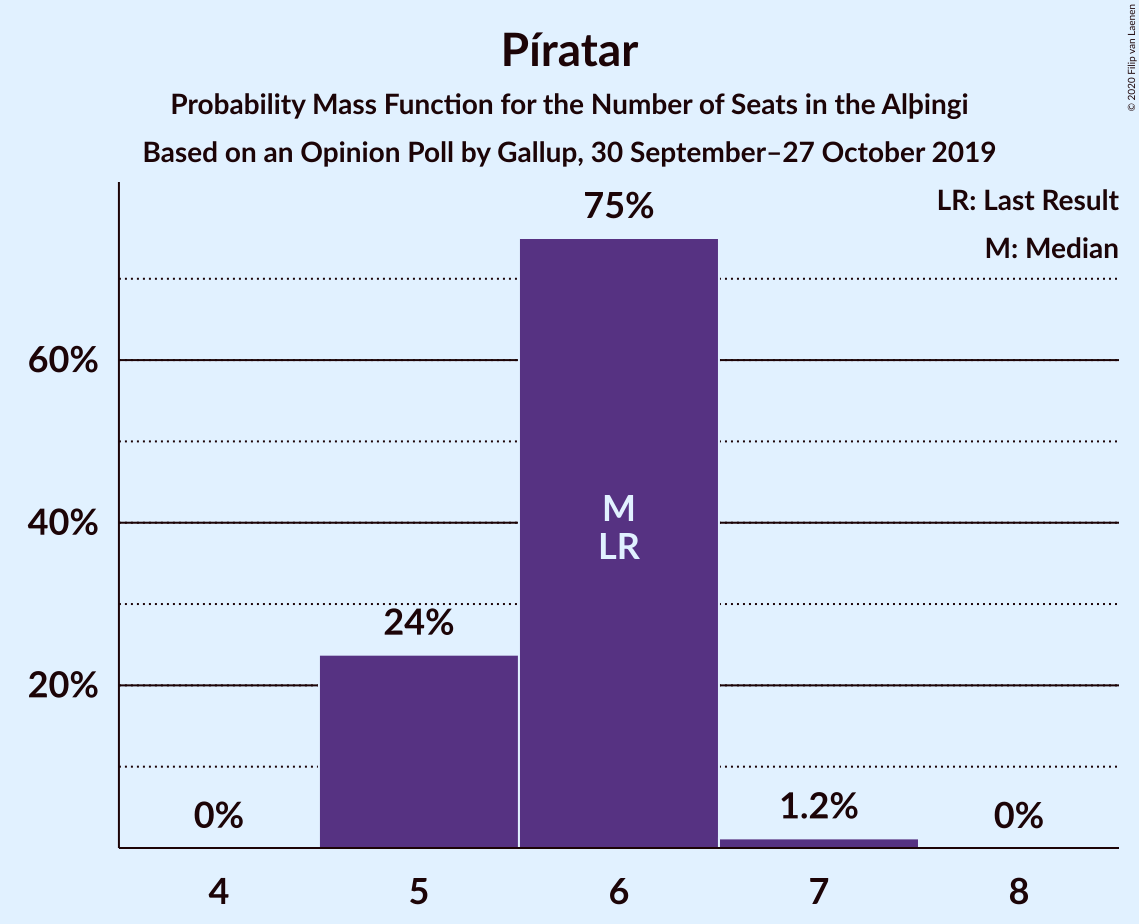 Píratar
Probability Mass Function for the Number of Seats in the Alþingi
Based on an Opinion Poll by Gallup, 30 September–27 October 2019
© 2020 Filip van Laenen
LR: Last Result
M: Median
75%
60%
40%
20%
M
LR
24%
0%
1.2%
0%
4
5
6
7
8